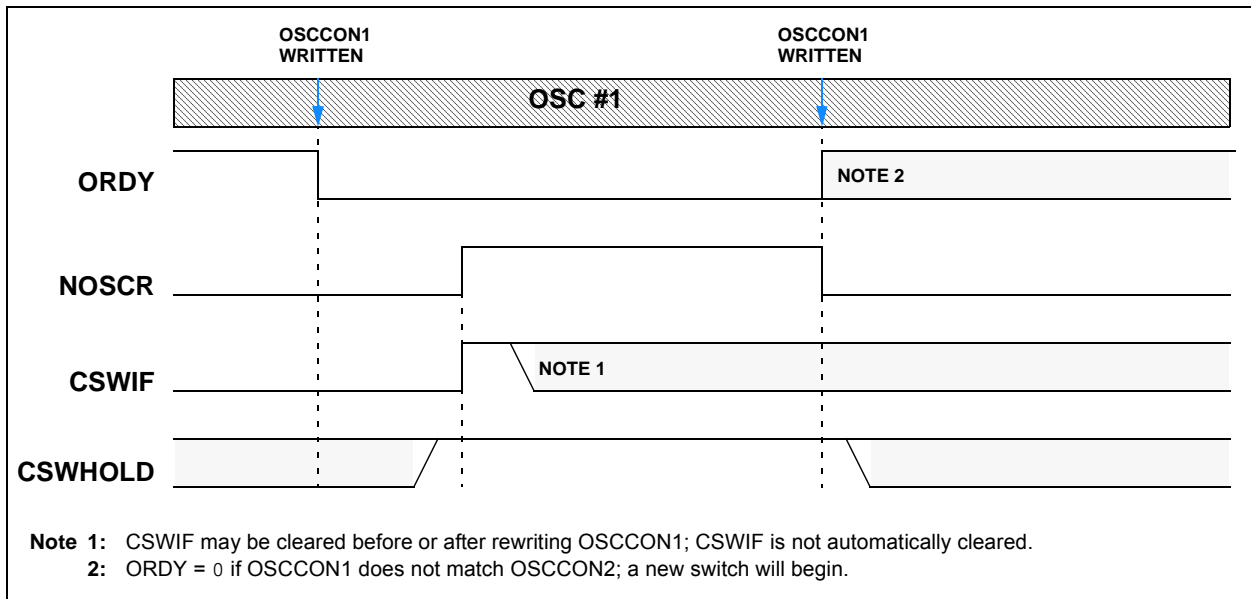 OSCCON1
WRITTEN
OSCCON1
WRITTEN
OSC #1
ORDY
NOTE 2
NOSCR
CSWIF
NOTE 1
CSWHOLD
Note 1: CSWIF may be cleared before or after rewriting OSCCON1; CSWIF is not automatically cleared.
2: ORDY = 0 if OSCCON1 does not match OSCCON2; a new switch will begin.